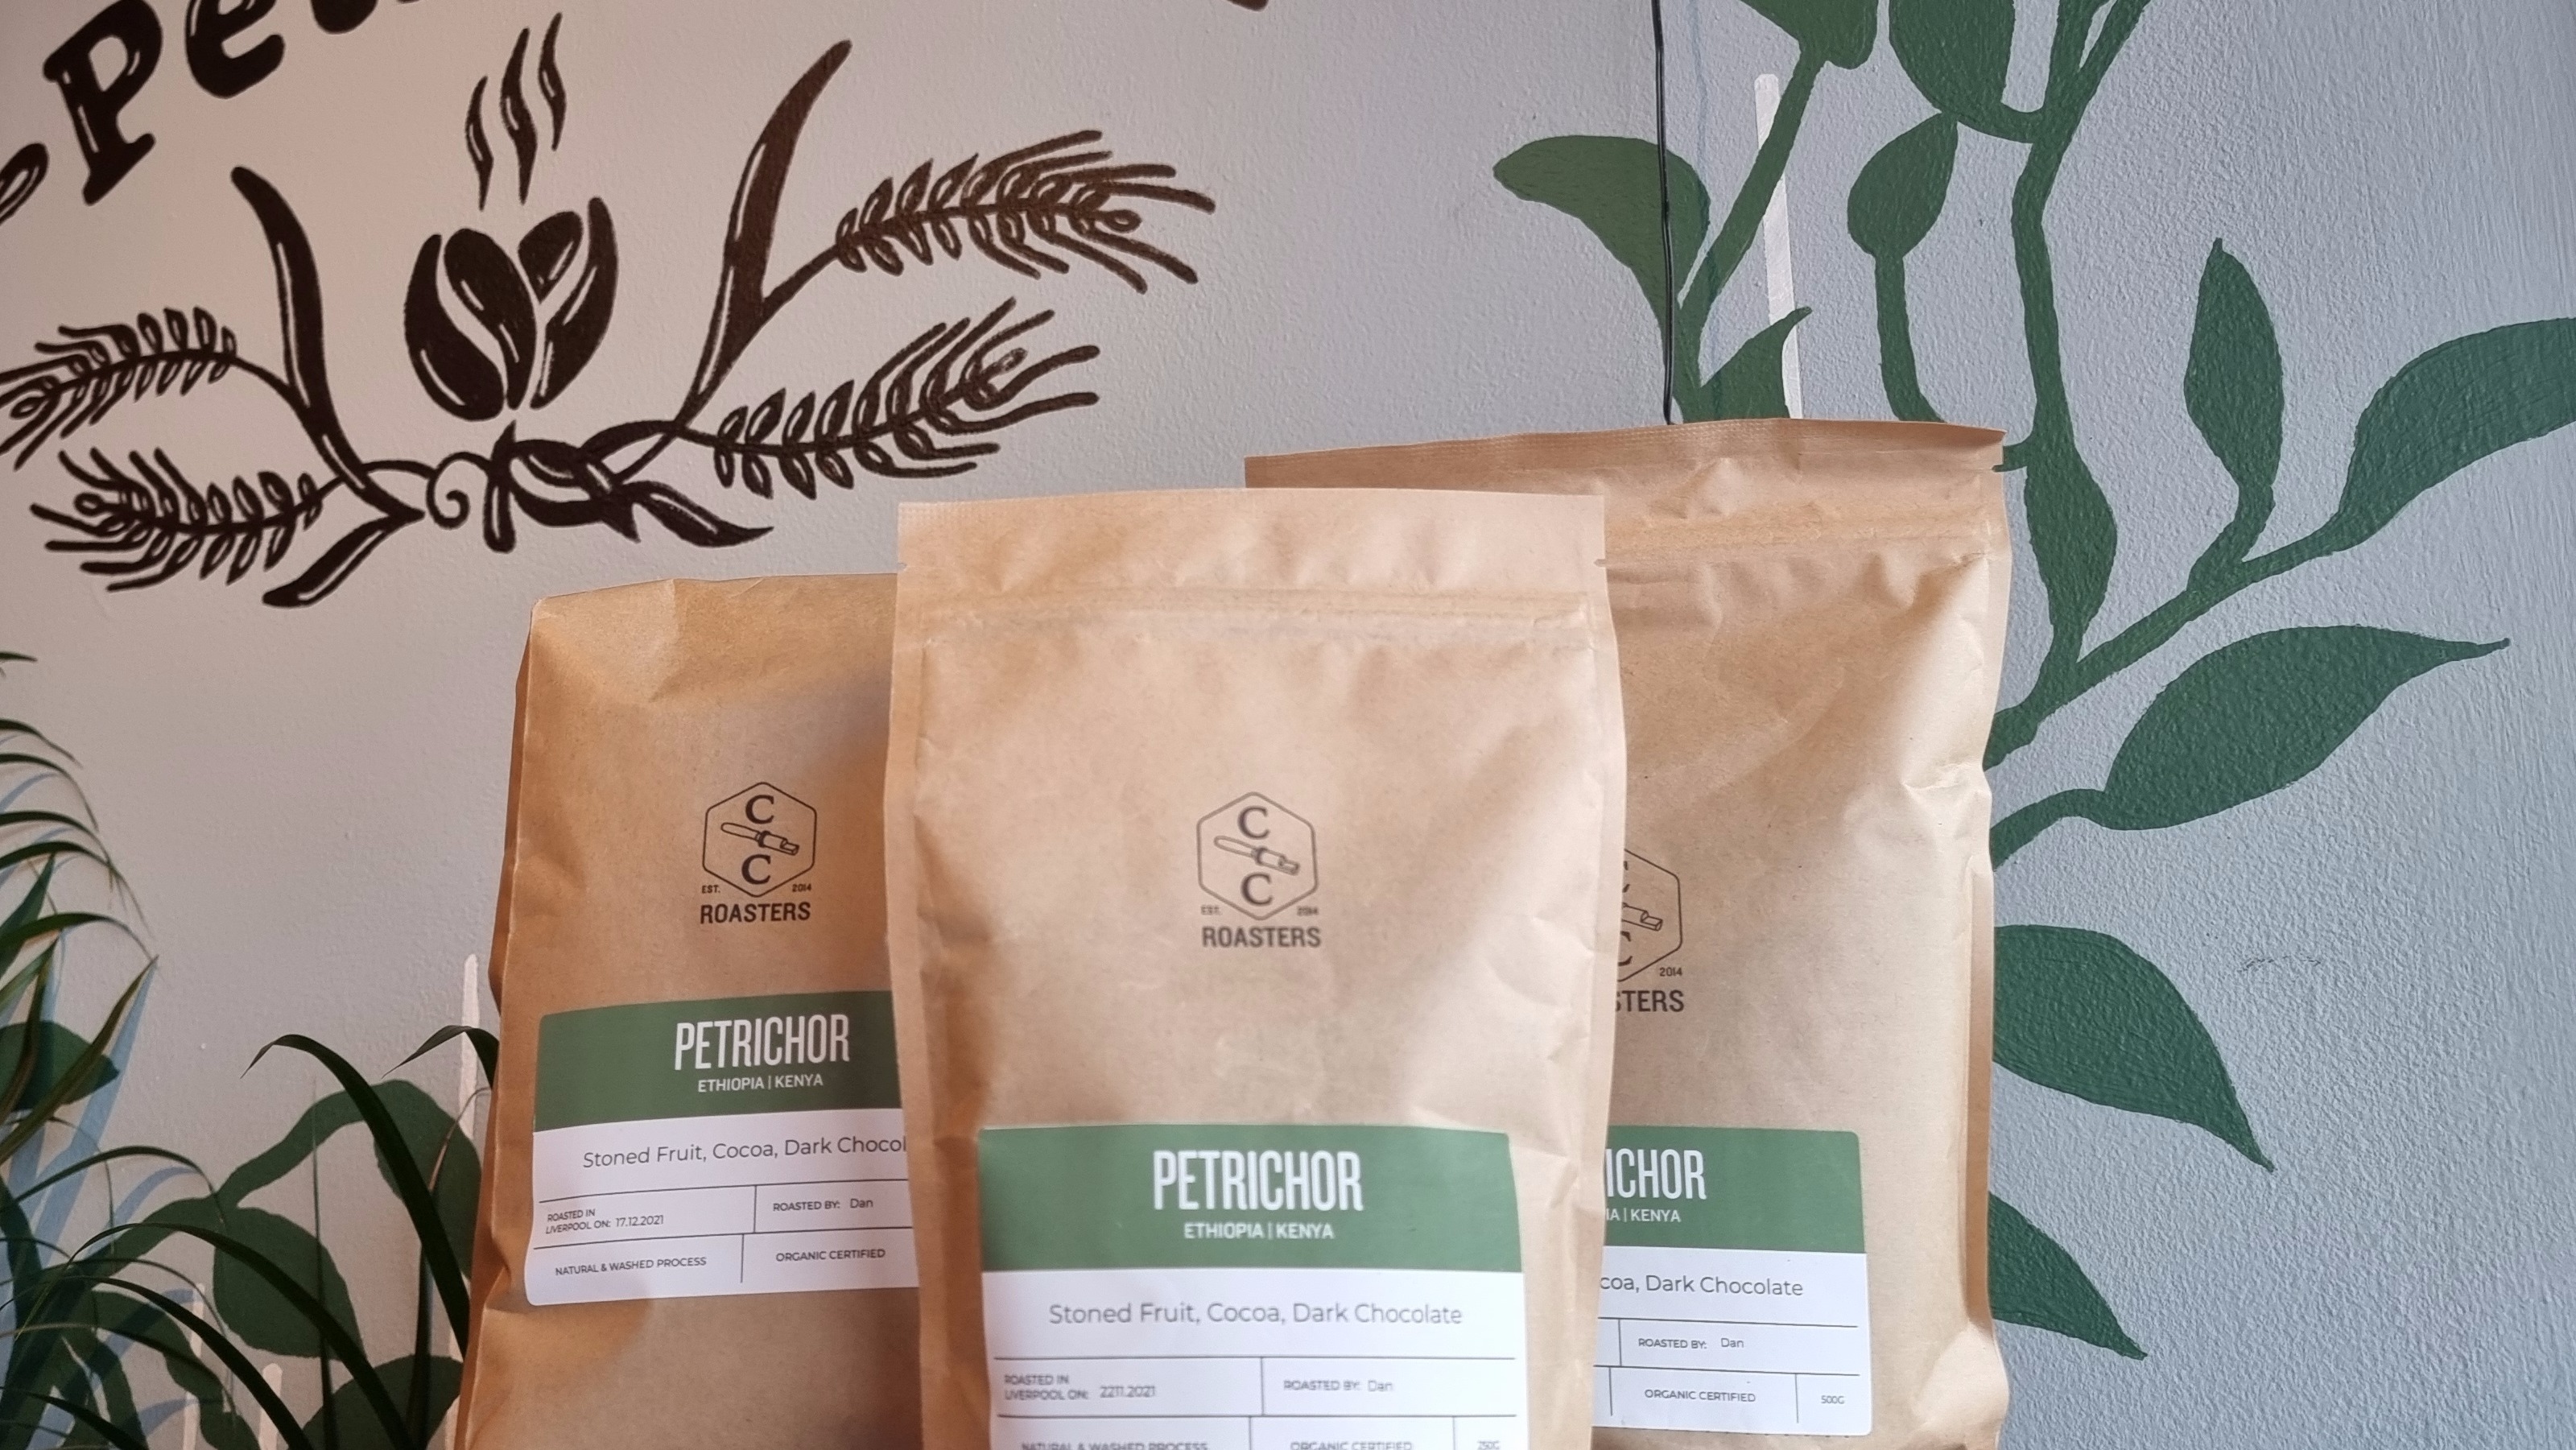 Pe
C
C
EST. 2014
ROASTERS
PETRICHOR
ETHIOPIA | KENYA
Stoned Fruit, Cocoa, Dark Chocol
ROASTED IN
LIVERPOOL ON: 17.12.2021
ROASTED BY: Dan
NATURAL & WASHED PROCESS
ORGANIC CERTIFIED
C
C
EST. 2014
ROASTERS
PETRICHOR
ETHIOPIA | KENYA
Stoned Fruit, Cocoa, Dark Chocolate
ROASTED IN
LIVERPOOL ON: 22.11.2021
ROASTED BY: Dan
NATURAL & WASHED PROCESS
ORGANIC CERTIFIED
250G
2014
STERS
ICHOR
IA | KENYA
coa, Dark Chocolate
ROASTED BY: Dan
ORGANIC CERTIFIED
500G